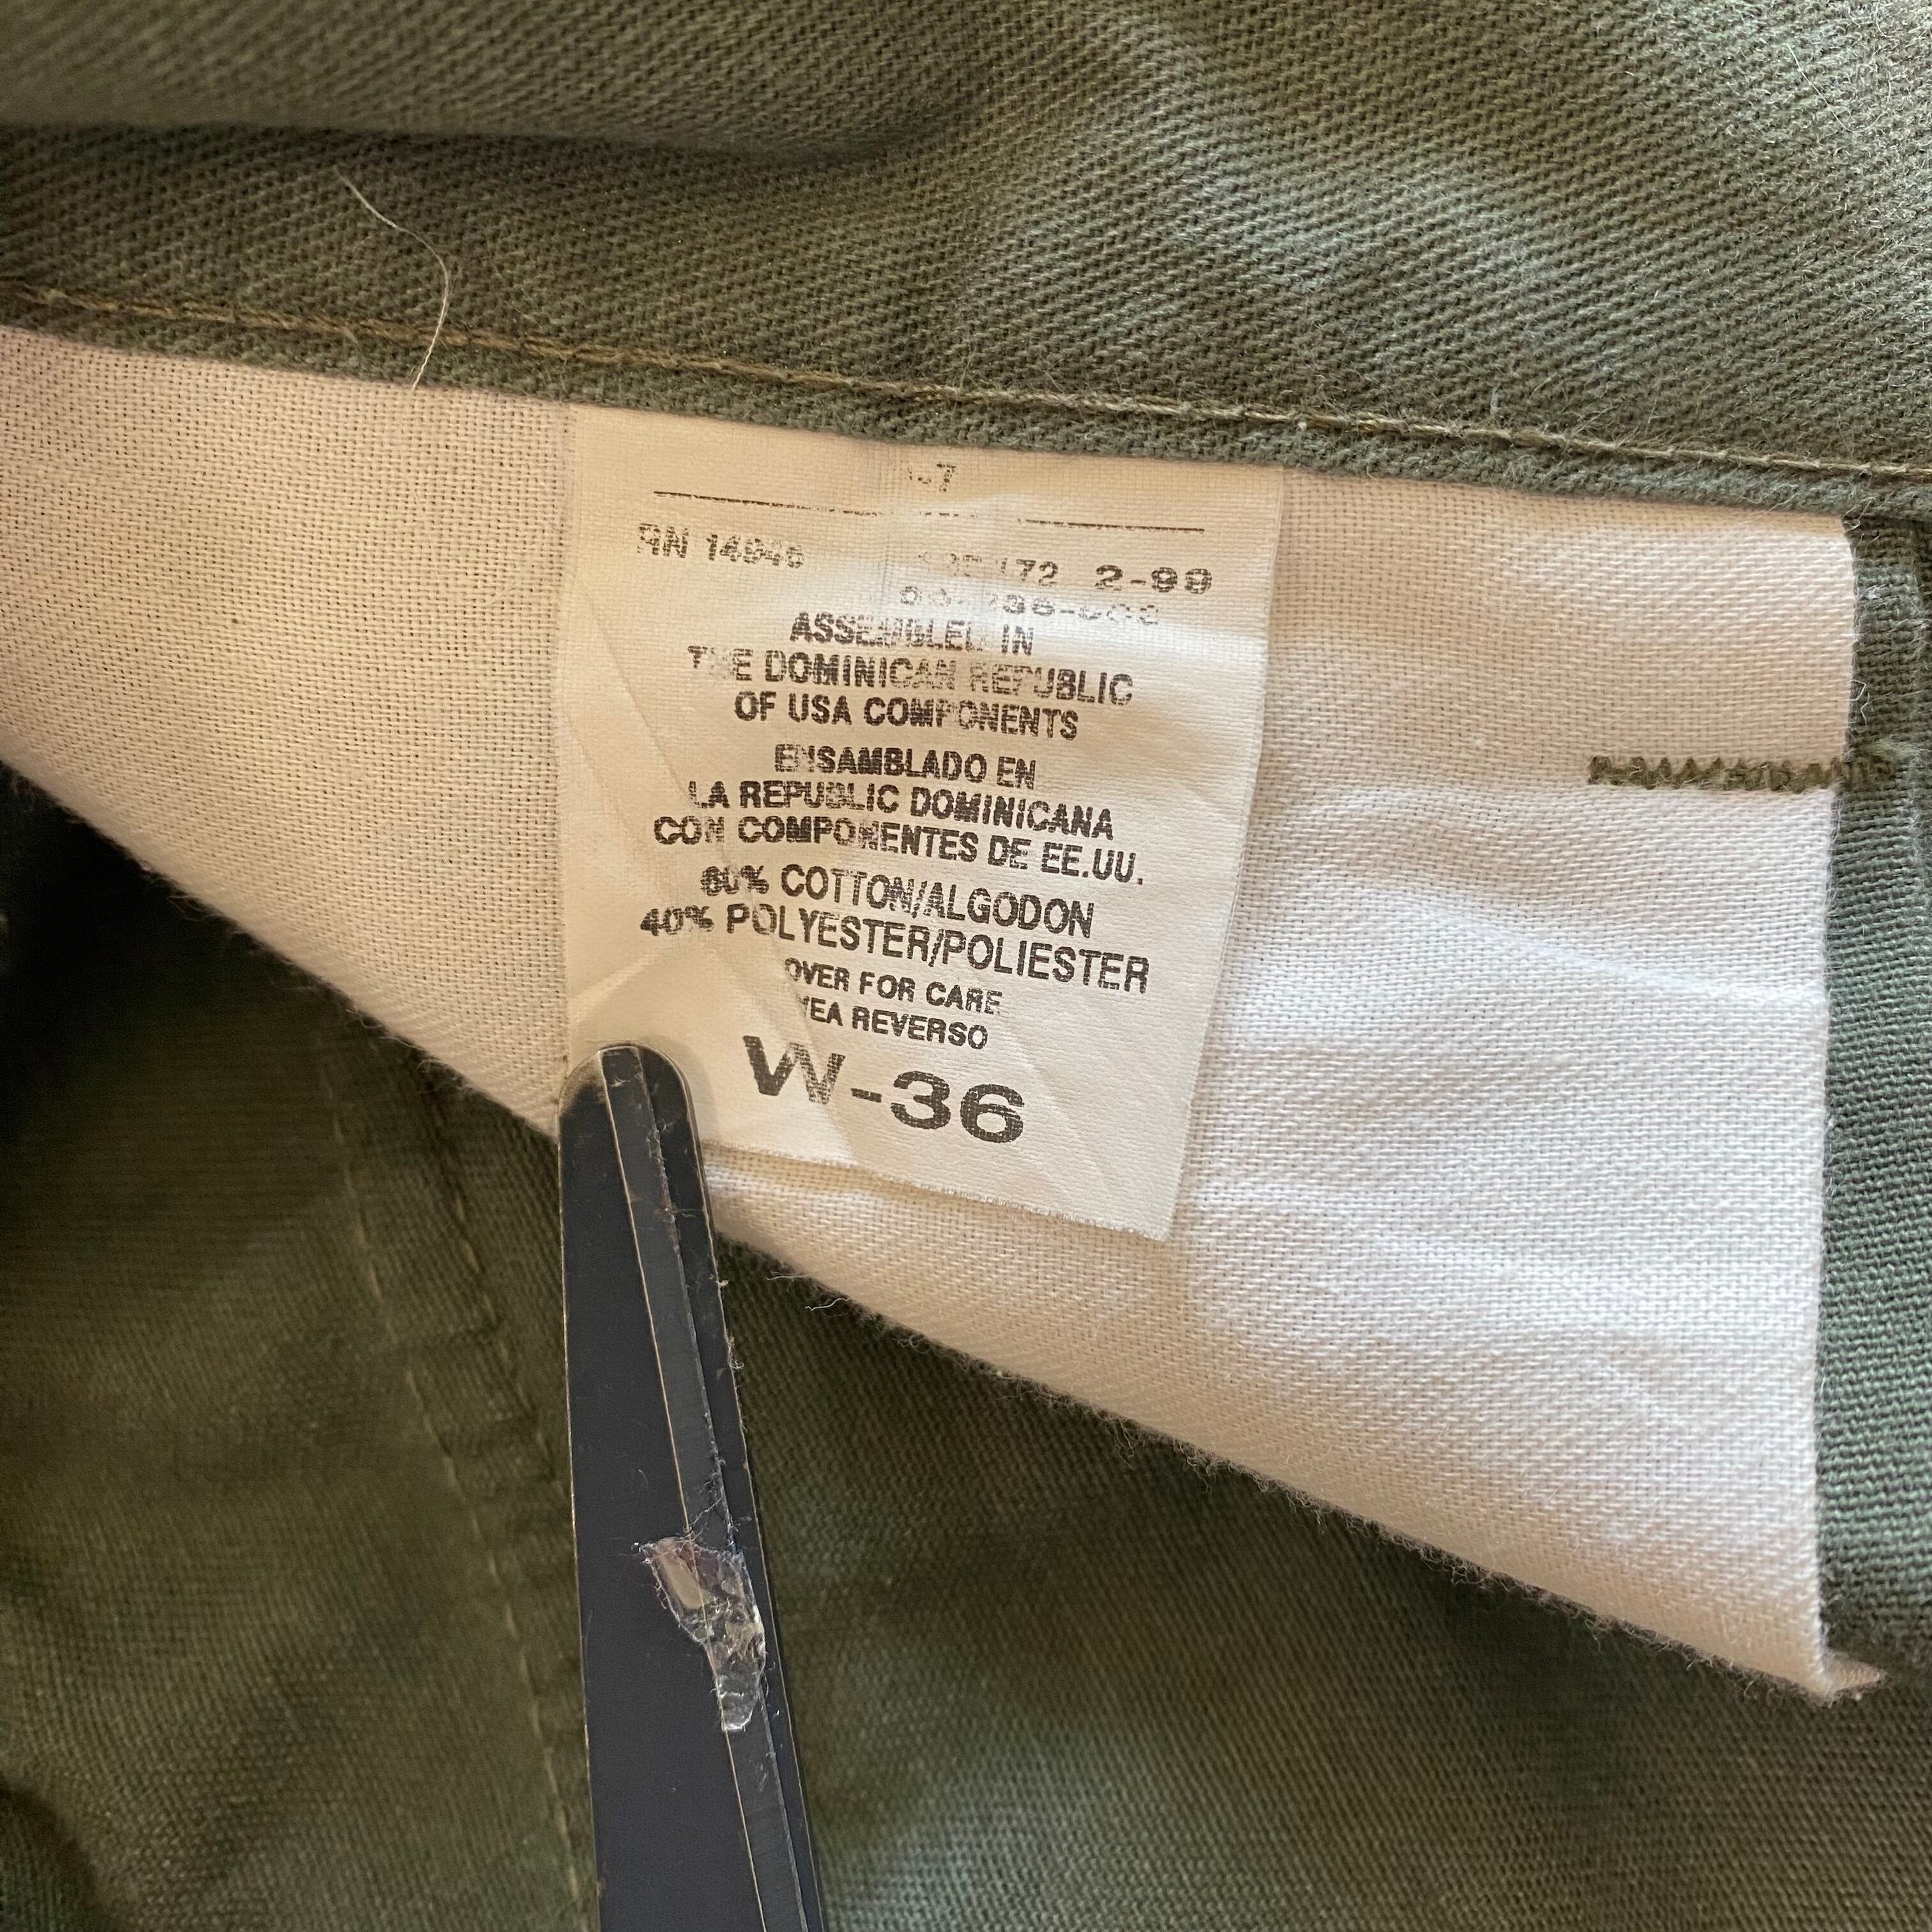 RN 14946 2-99
ASSEMBLED IN
THE DOMINICAN REPUBLIC
OF USA COMPONENTS
ENSAMBLADO EN
LA REPUBLIC DOMINICANA
CON COMPONENTES DE EE.UU.
60% COTTON/ALGODON
40% POLYESTER/POLIESTER
OVER FOR CARE
REVERSO
W-36